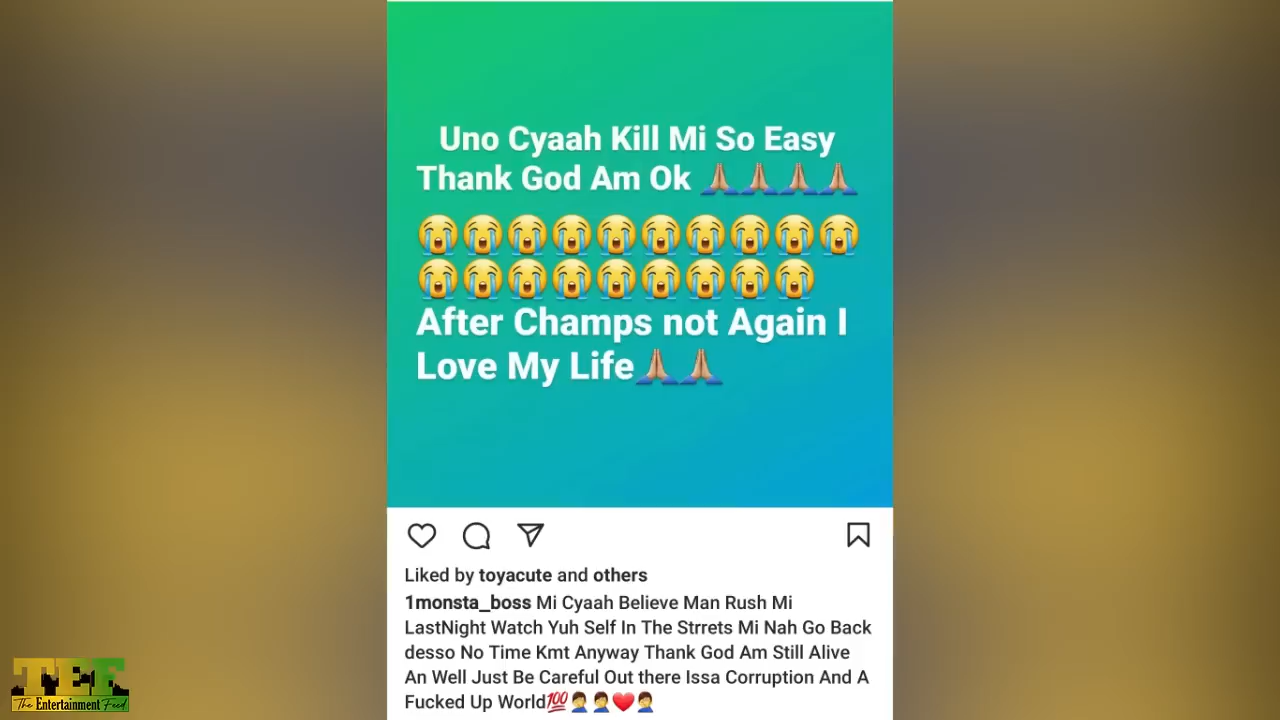 Uno Cyaah Kill Mi So Easy
Thank God Am Ok 🙏🏼🙏🏼🙏🏼🙏🏼
😭😭😭😭😭😭😭😭😭😭
😭😭😭😭😭😭😭😭😭
After Champs not Again I
Love My Life🙏🏼🙏🏼
Liked by toyacute and others
1monsta_boss Mi Cyaah Believe Man Rush Mi
LastNight Watch Yuh Self In The Strrets Mi Nah Go Back
desso No Time Kmt Anyway Thank God Am Still Alive
An Well Just Be Careful Out there Issa Corruption And A
Fucked Up World💯🤦🏽‍♂️🤦🏽‍♂️❤️🤦🏽‍♂️
TEF
The Entertainment Feed